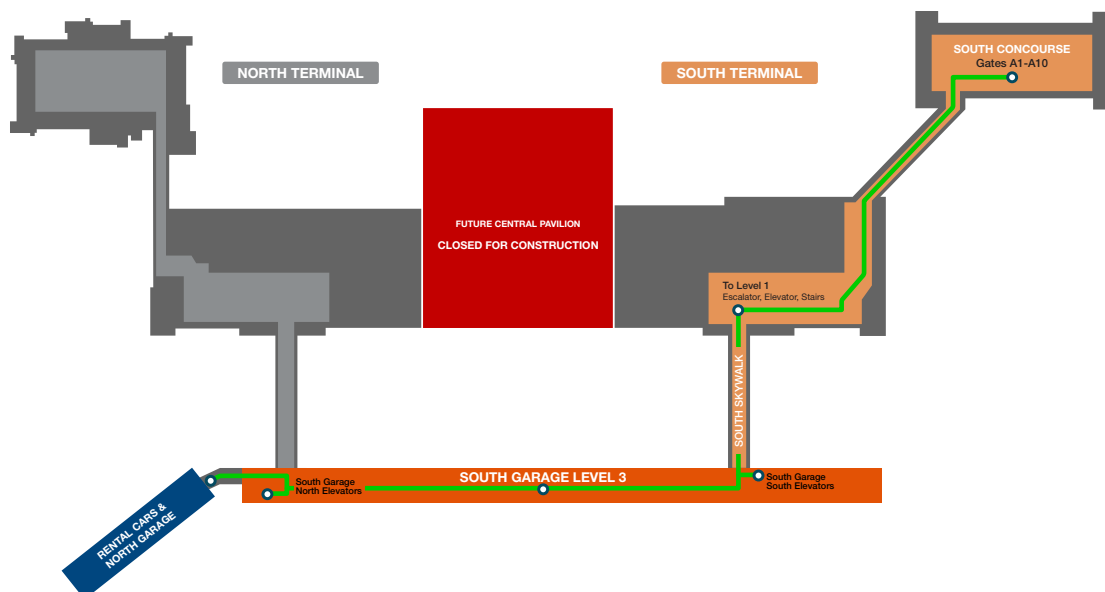 NORTH TERMINAL
SOUTH TERMINAL
SOUTH CONCOURSE
Gates A1-A10
FUTURE CENTRAL PAVILION
CLOSED FOR CONSTRUCTION
To Level 1
Escalator, Elevator, Stairs
SOUTH SKYWALK
SOUTH GARAGE LEVEL 3
South Garage
North Elevators
South Garage
South Elevators
RENTAL CARS &
NORTH GARAGE